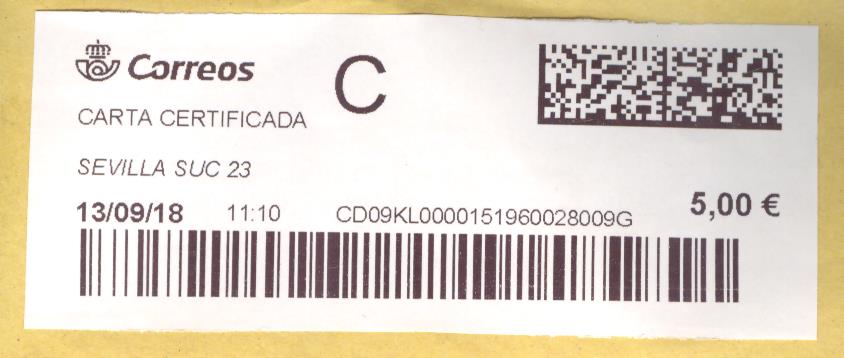 Correos
C
CARTA CERTIFICADA
SEVILLA SUC 23
13/09/18 11:10 CD09KL0000151960028009G 5,00 €